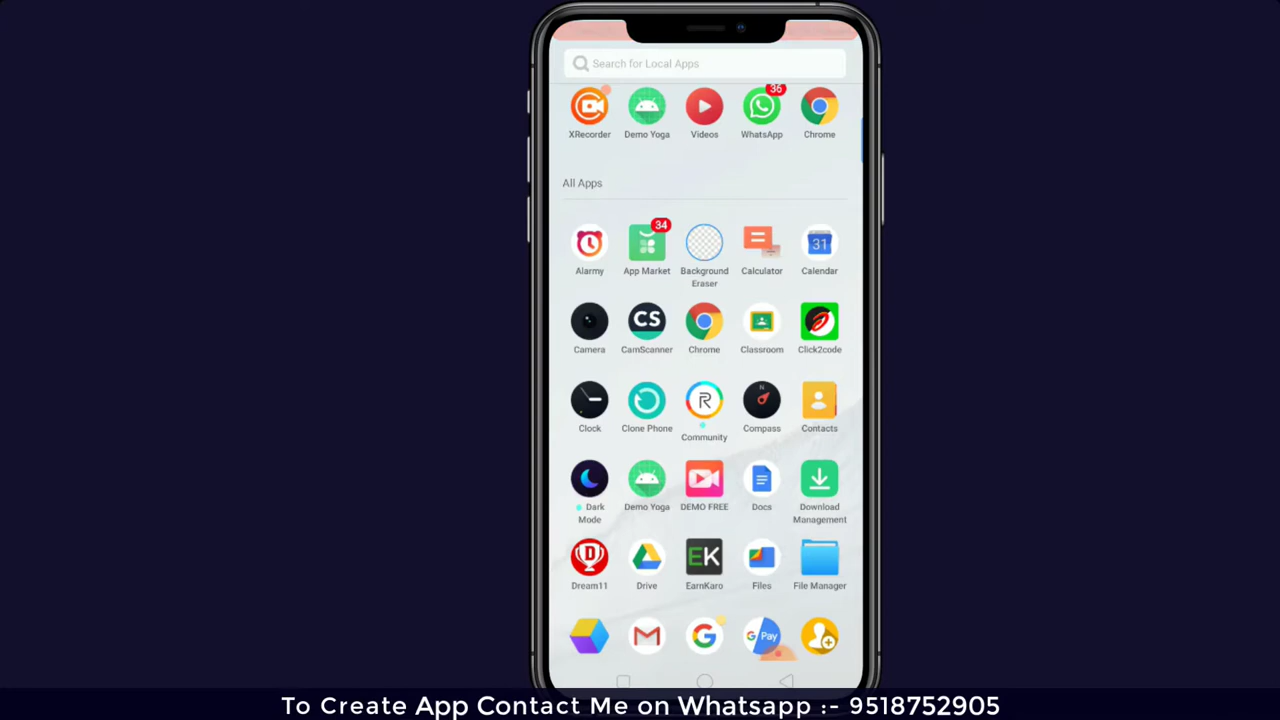 Search for Local Apps
36
XRecorder Demo Yoga Videos WhatsApp Chrome
All Apps
34
31
Alarmy App Market Background Eraser Calculator Calendar
CS
Camera CamScanner Chrome Classroom Click2code
N
R
Clock Clone Phone Community Compass Contacts
Dark Mode Demo Yoga DEMO FREE Docs Download Management
D
EK
Dream11 Drive EarnKaro Files File Manager
G Pay
To Create App Contact Me on Whatsapp :- 9518752905